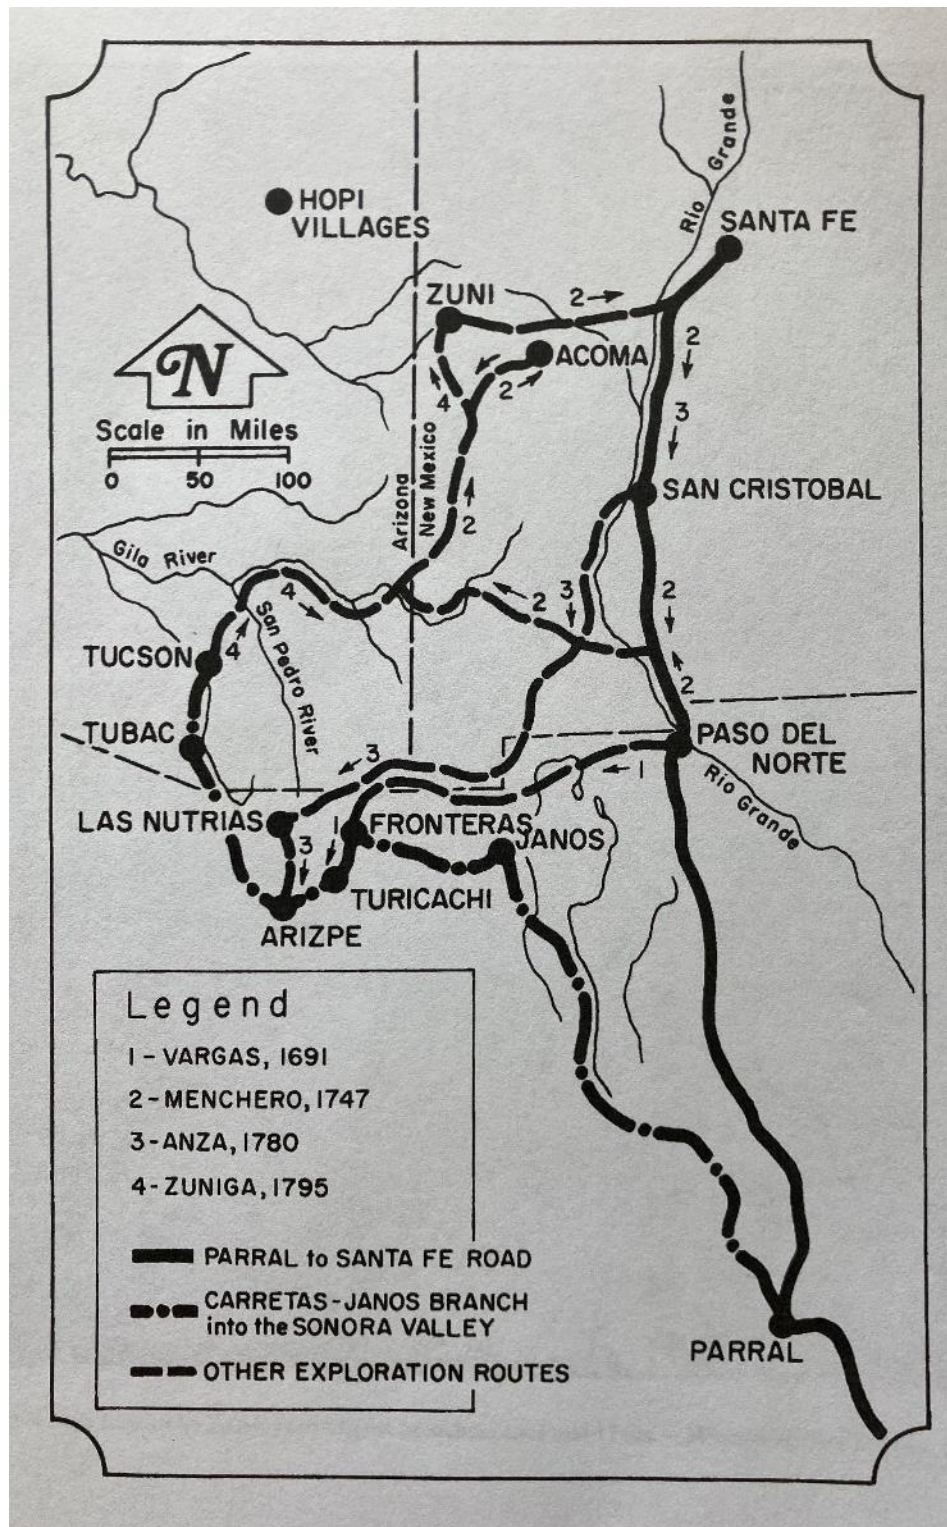 Rio Grande
SANTA FE
HOPI
VILLAGES
ZUNI
2
ACOMA
2
2
4
3
N
Scale in Miles
0 50 100
Arizona
New Mexico
SAN CRISTOBAL
2
Gila River
4
3
2
2
San Pedro River
TUCSON
4
2
TUBAC
PASO DEL
NORTE
3
1
Rio Grande
LAS NUTRIAS
1
FRONTERAS
JANOS
3
TURICACHI
ARIZPE
Legend
1 - VARGAS, 1691
2 - MENCHERO, 1747
3 - ANZA, 1780
4 - ZUNIGA, 1795
PARRAL to SANTA FE ROAD
CARRETAS - JANOS BRANCH
into the SONORA VALLEY
OTHER EXPLORATION ROUTES
PARRAL